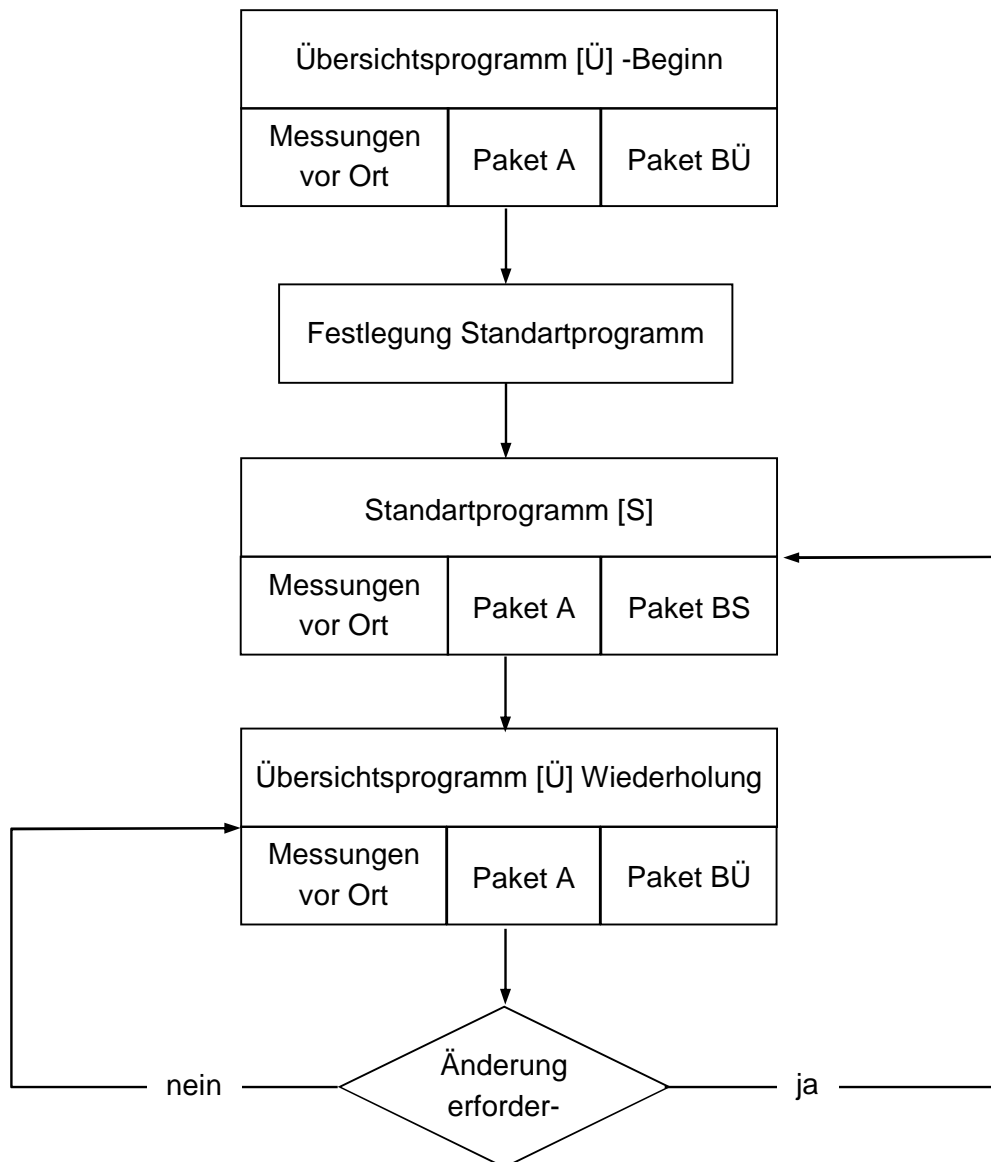 Übersichtsprogramm [Ü] -Beginn
Messungen
vor Ort
Paket A
Paket BÜ
Festlegung Standartprogramm
Standartprogramm [S]
Messungen
vor Ort
Paket A
Paket BS
Übersichtsprogramm [Ü] Wiederholung
Messungen
vor Ort
Paket A
Paket BÜ
Änderung
erforder-
nein
ja